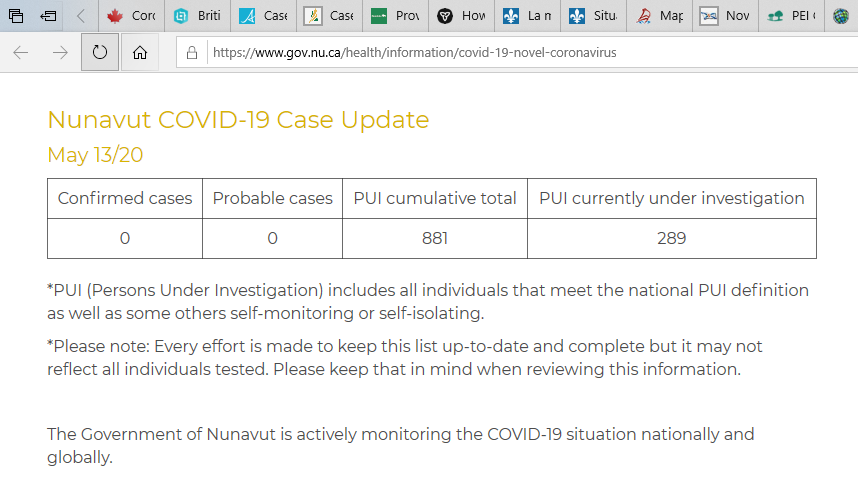 Coro Briti Case Case Prov How La m Situ Map Nov PEI
https://www.gov.nu.ca/health/information/covid-19-novel-coronavirus
Nunavut COVID-19 Case Update
May 13/20
Confirmed cases Probable cases PUI cumulative total PUI currently under investigation
0 0 881 289
*PUI (Persons Under Investigation) includes all individuals that meet the national PUI definition
as well as some others self-monitoring or self-isolating.
*Please note: Every effort is made to keep this list up-to-date and complete but it may not
reflect all individuals tested. Please keep that in mind when reviewing this information.
The Government of Nunavut is actively monitoring the COVID-19 situation nationally and
globally.